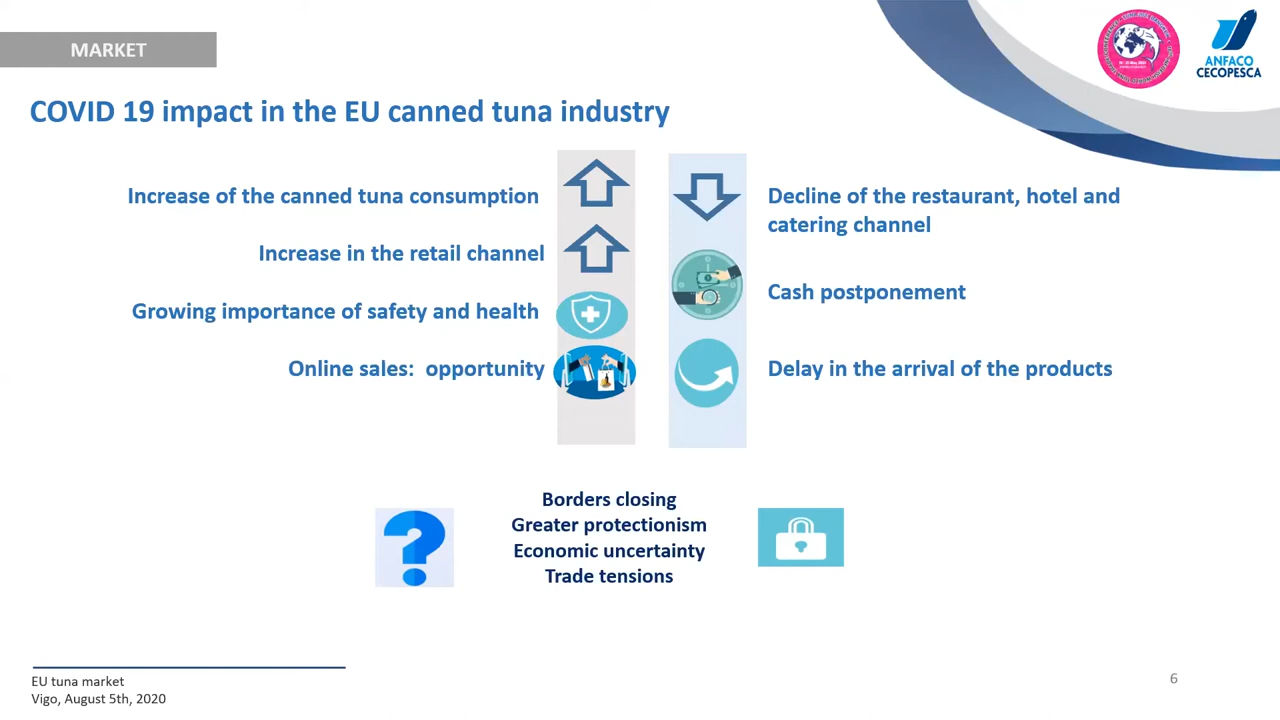 MARKET
ANFACO
CECOPESCA
COVID 19 impact in the EU canned tuna industry
Increase of the canned tuna consumption
Increase in the retail channel
Growing importance of safety and health
Online sales:  opportunity
Decline of the restaurant, hotel and
catering channel
Cash postponement
Delay in the arrival of the products
Borders closing
Greater protectionism
Economic uncertainty
Trade tensions
EU tuna market
Vigo, August 5th, 2020
6